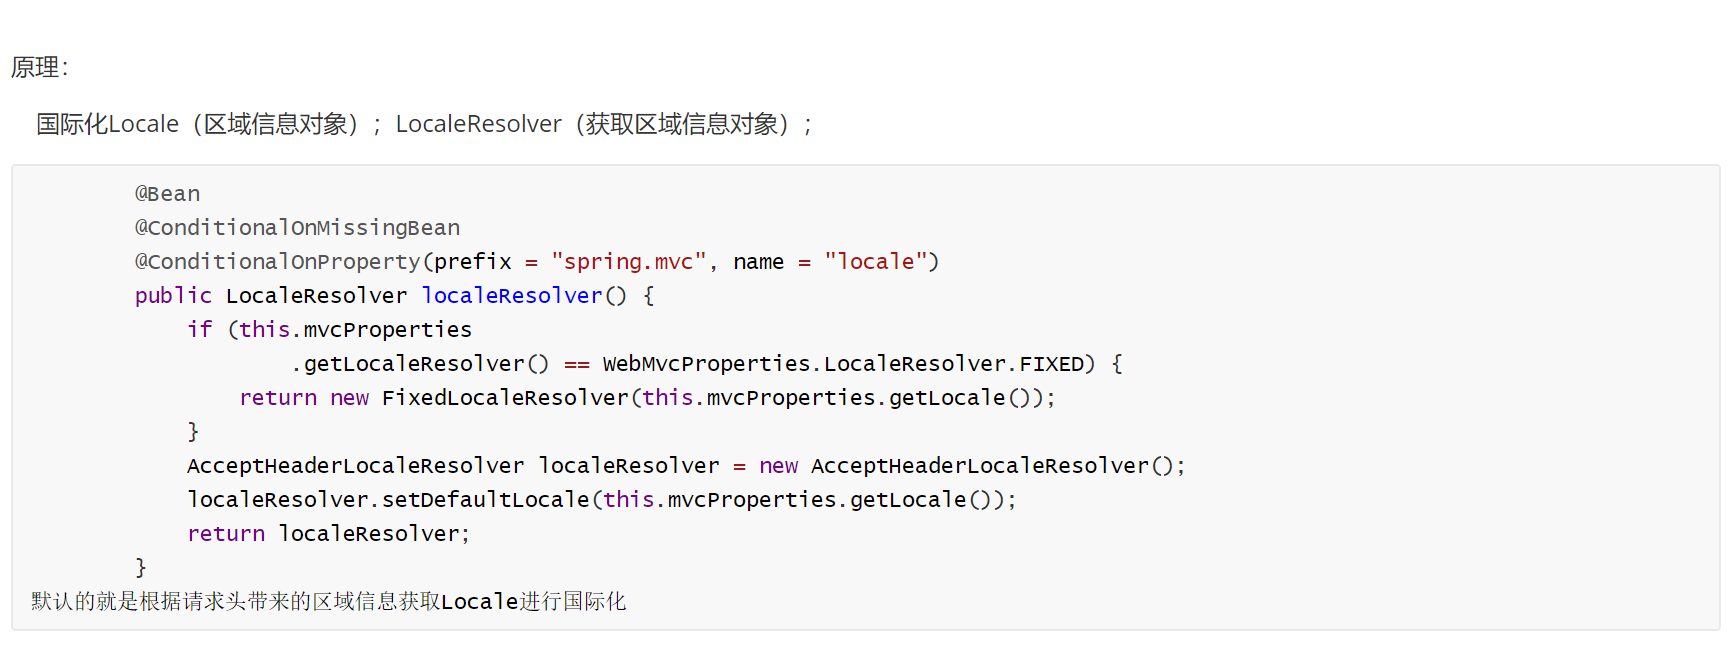 原理：
国际化Locale（区域信息对象）；LocaleResolver（获取区域信息对象）；
@Bean
@ConditionalOnMissingBean
@ConditionalOnProperty(prefix = "spring.mvc", name = "locale")
public LocaleResolver localeResolver() {
if (this.mvcProperties
.getLocaleResolver() == WebMvcProperties.LocaleResolver.FIXED) {
return new FixedLocaleResolver(this.mvcProperties.getLocale());
}
AcceptHeaderLocaleResolver localeResolver = new AcceptHeaderLocaleResolver();
localeResolver.setDefaultLocale(this.mvcProperties.getLocale());
return localeResolver;
}
默认的就是根据请求头带来的区域信息获取Locale进行国际化